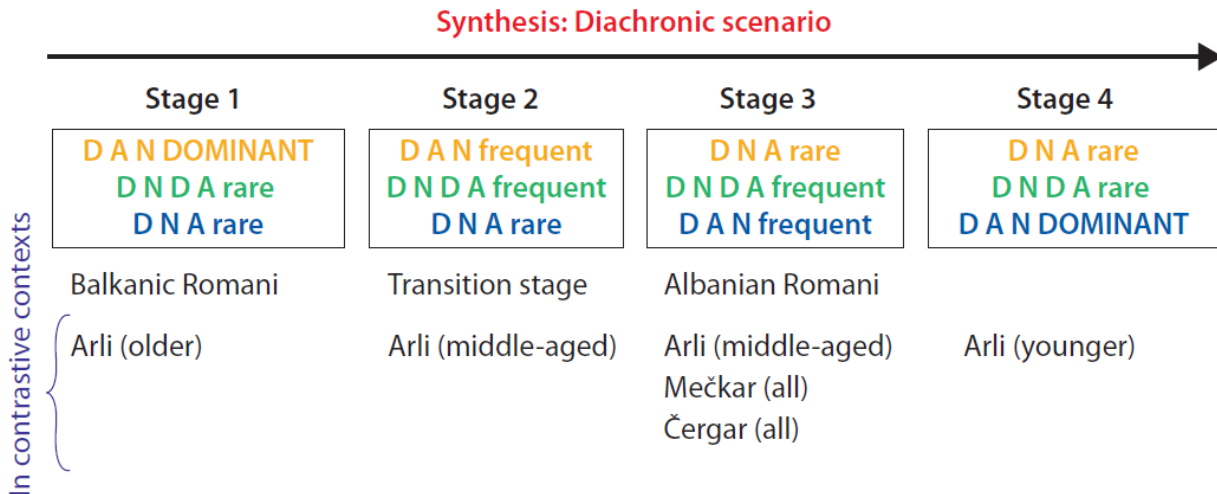 Synthesis: Diachronic scenario
Stage 1
Stage 2
Stage 3
Stage 4
D A N DOMINANT
D N D A rare
D N A rare
D A N frequent
D N D A frequent
D N A rare
D N A rare
D N D A frequent
D A N frequent
D N A rare
D N D A rare
D A N DOMINANT
Balkanic Romani
Transition stage
Albanian Romani
In contrastive contexts
Arli (older)
Arli (middle-aged)
Arli (middle-aged)
Mečkar (all)
Čergar (all)
Arli (younger)